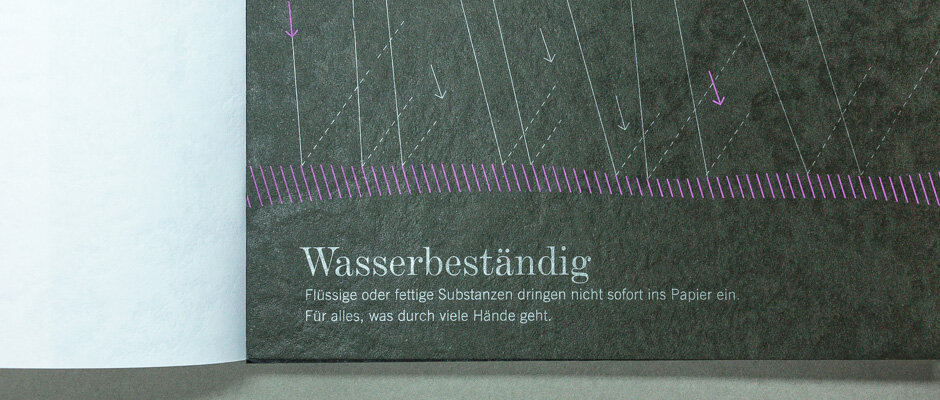 Wasserbeständig
Flüssige oder fettige Substanzen dringen nicht sofort ins Papier ein.
Für alles, was durch viele Hände geht.